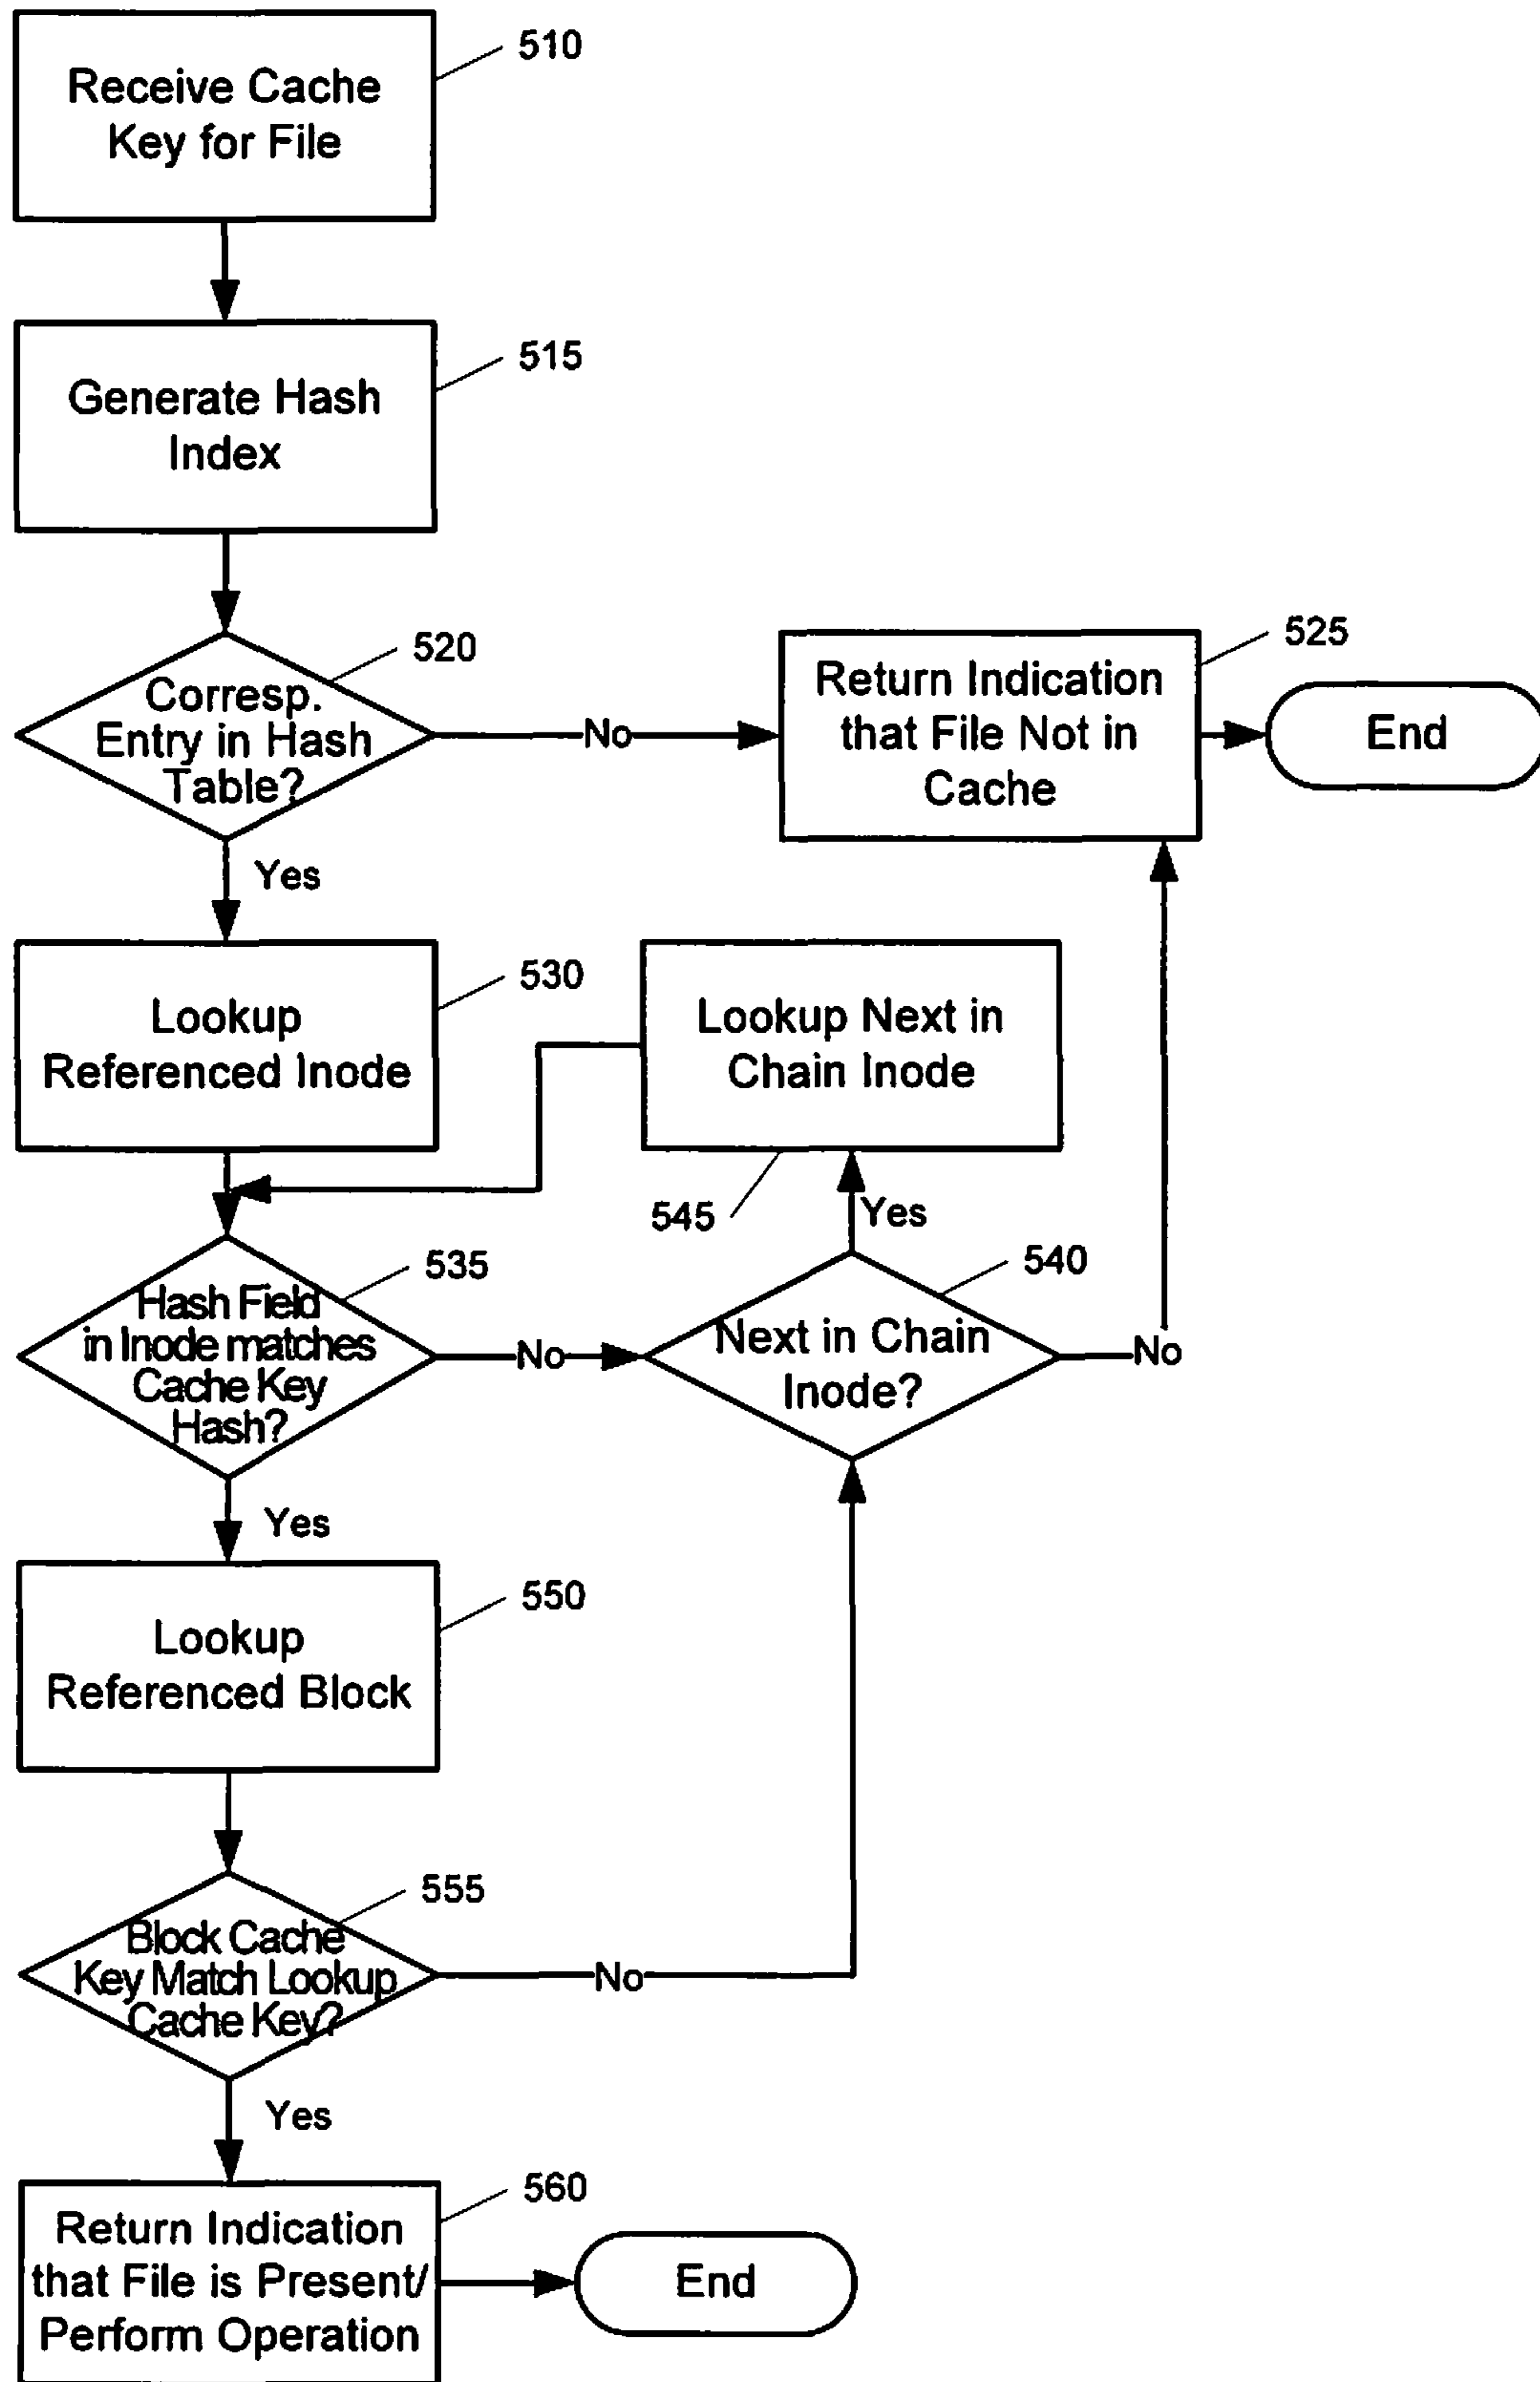 510
Receive Cache
Key for File
515
Generate Hash
Index
520
Corresp.
Entry in Hash
Table?
No
525
Return Indication
that File Not in
Cache
End
Yes
530
Lookup
Referenced Inode
Lookup Next in
Chain Inode
545
Yes
535
Hash Field
in Inode matches
Cache Key
Hash?
No
540
Next in Chain
Inode?
No
Yes
550
Lookup
Referenced Block
555
Block Cache
Key Match Lookup
Cache Key?
No
Yes
560
Return Indication
that File is Present/
Perform Operation
End